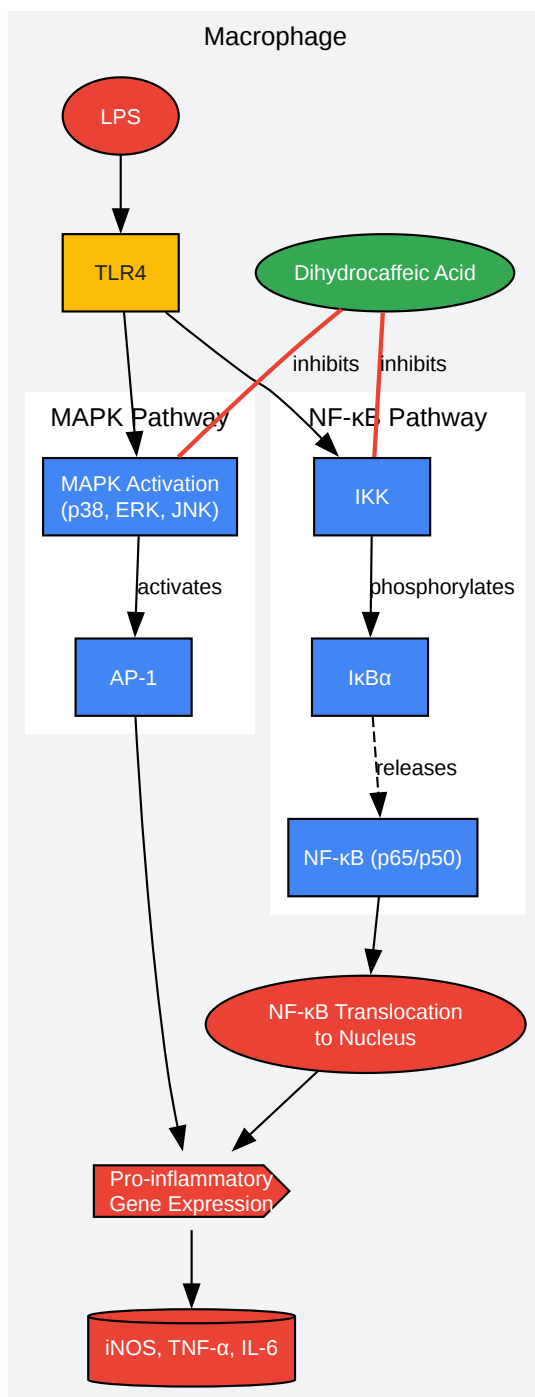 Macrophage
LPS
TLR4
Dihydrocaffeic Acid
inhibits
inhibits
MAPK Pathway
NF-κB Pathway
MAPK Activation
(p38, ERK, JNK)
IKK
activates
phosphorylates
AP-1
IκBα
releases
NF-κB (p65/p50)
NF-κB Translocation
to Nucleus
Pro-inflammatory
Gene Expression
iNOS, TNF-α, IL-6